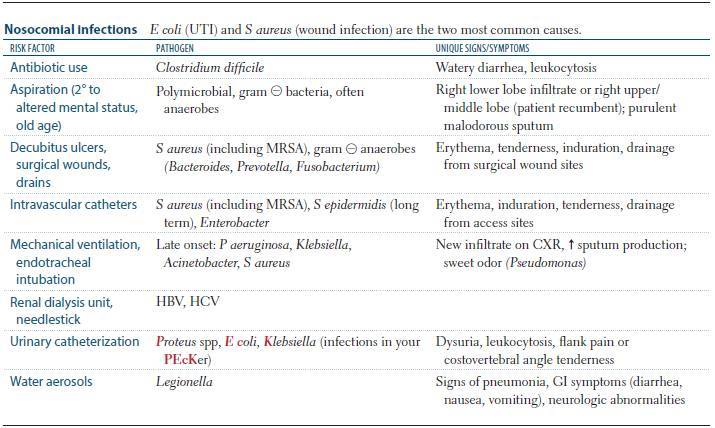 Nosocomial infections E coli (UTI) and S aureus (wound infection) are the two most common causes.
RISK FACTOR PATHOGEN UNIQUE SIGNS/SYMPTOMS
Antibiotic use Clostridium difficile Watery diarrhea, leukocytosis
Aspiration (2° to Polymicrobial, gram ⊖ bacteria, often Right lower lobe infiltrate or right upper/
altered mental status, anaerobes middle lobe (patient recumbent); purulent
old age) malodorous sputum
Decubitus ulcers, S aureus (including MRSA), gram ⊖ anaerobes Erythema, tenderness, induration, drainage
surgical wounds, (Bacteroides, Prevotella, Fusobacterium) from surgical wound sites
drains
Intravascular catheters S aureus (including MRSA), S epidermidis (long Erythema, induration, tenderness, drainage
term), Enterobacter from access sites
Mechanical ventilation, Late onset: P aeruginosa, Klebsiella, New infiltrate on CXR, ↑ sputum production;
endotracheal Acinetobacter, S aureus sweet odor (Pseudomonas)
intubation
Renal dialysis unit, HBV, HCV
needlestick
Urinary catheterization Proteus spp, E coli, Klebsiella (infections in your Dysuria, leukocytosis, flank pain or
PEcKer) costovertebral angle tenderness
Water aerosols Legionella Signs of pneumonia, GI symptoms (diarrhea,
nausea, vomiting), neurologic abnormalities